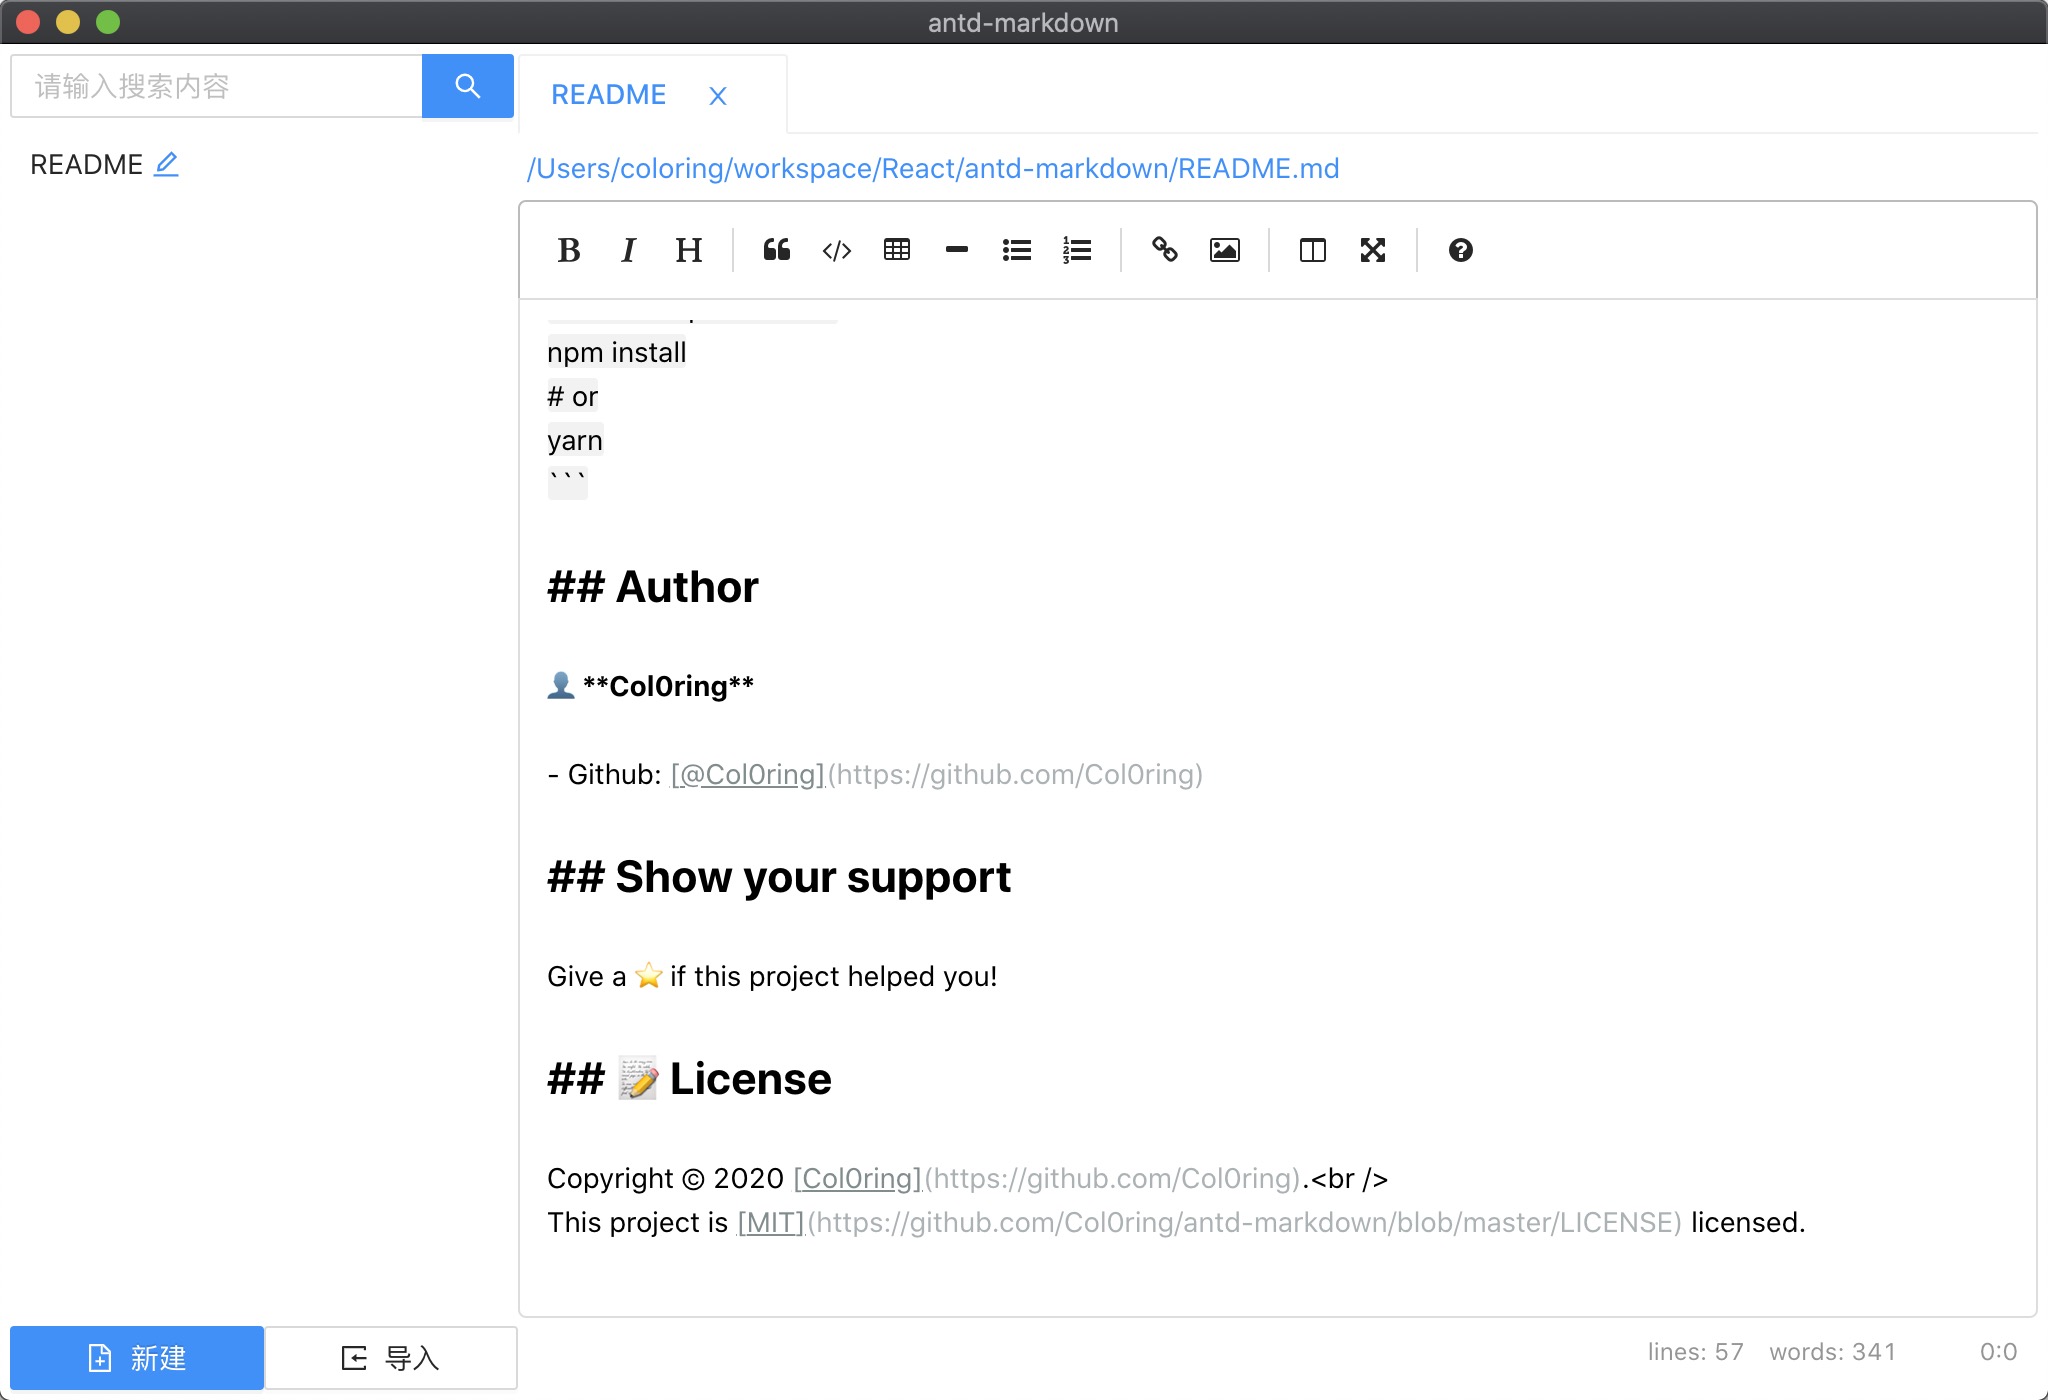 antd-markdown
请输入搜索内容
README
README X
/Users/coloring/workspace/React/antd-markdown/README.md
B I H
npm install
# or
yarn
```
## Author
👤 **Col0ring**
- Github: [@Col0ring](https://github.com/Col0ring)
## Show your support
Give a ⭐ if this project helped you!
## 📝 License
Copyright © 2020 [Col0ring](https://github.com/Col0ring).<br />
This project is [MIT](https://github.com/Col0ring/antd-markdown/blob/master/LICENSE) licensed.
新建
导入
lines: 57 words: 341 0:0